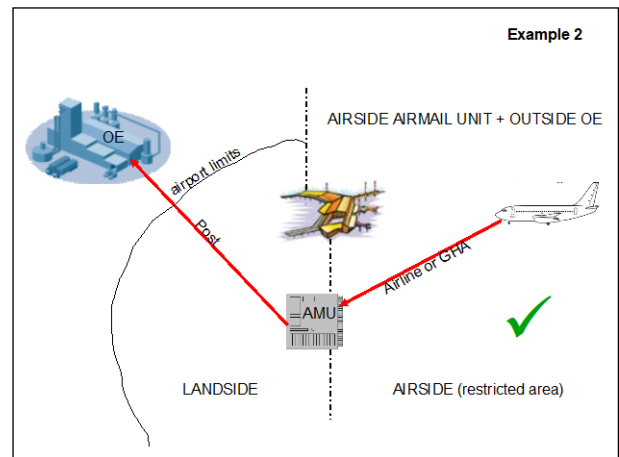 Example 2
AIRSIDE AIRMAIL UNIT + OUTSIDE OE
OE
airport limits
Post
Airline or GHA
AMU
LANDSIDE
AIRSIDE (restricted area)